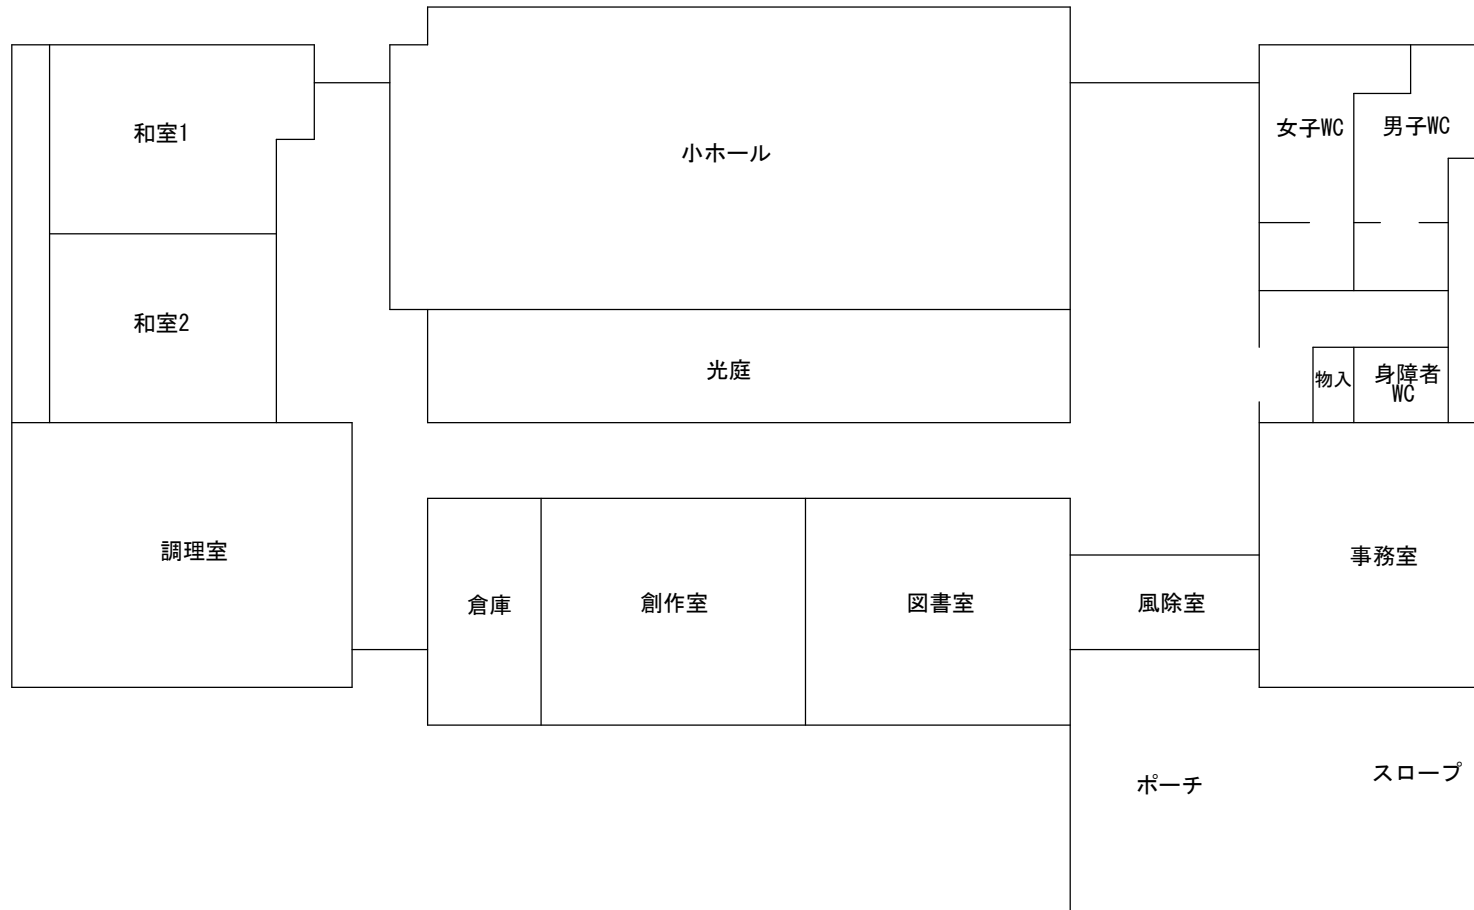 和室1
小ホール
女子WC
男子WC
和室2
光庭
物入
身障者
WC
調理室
倉庫
創作室
図書室
風除室
事務室
ポーチ
スロープ